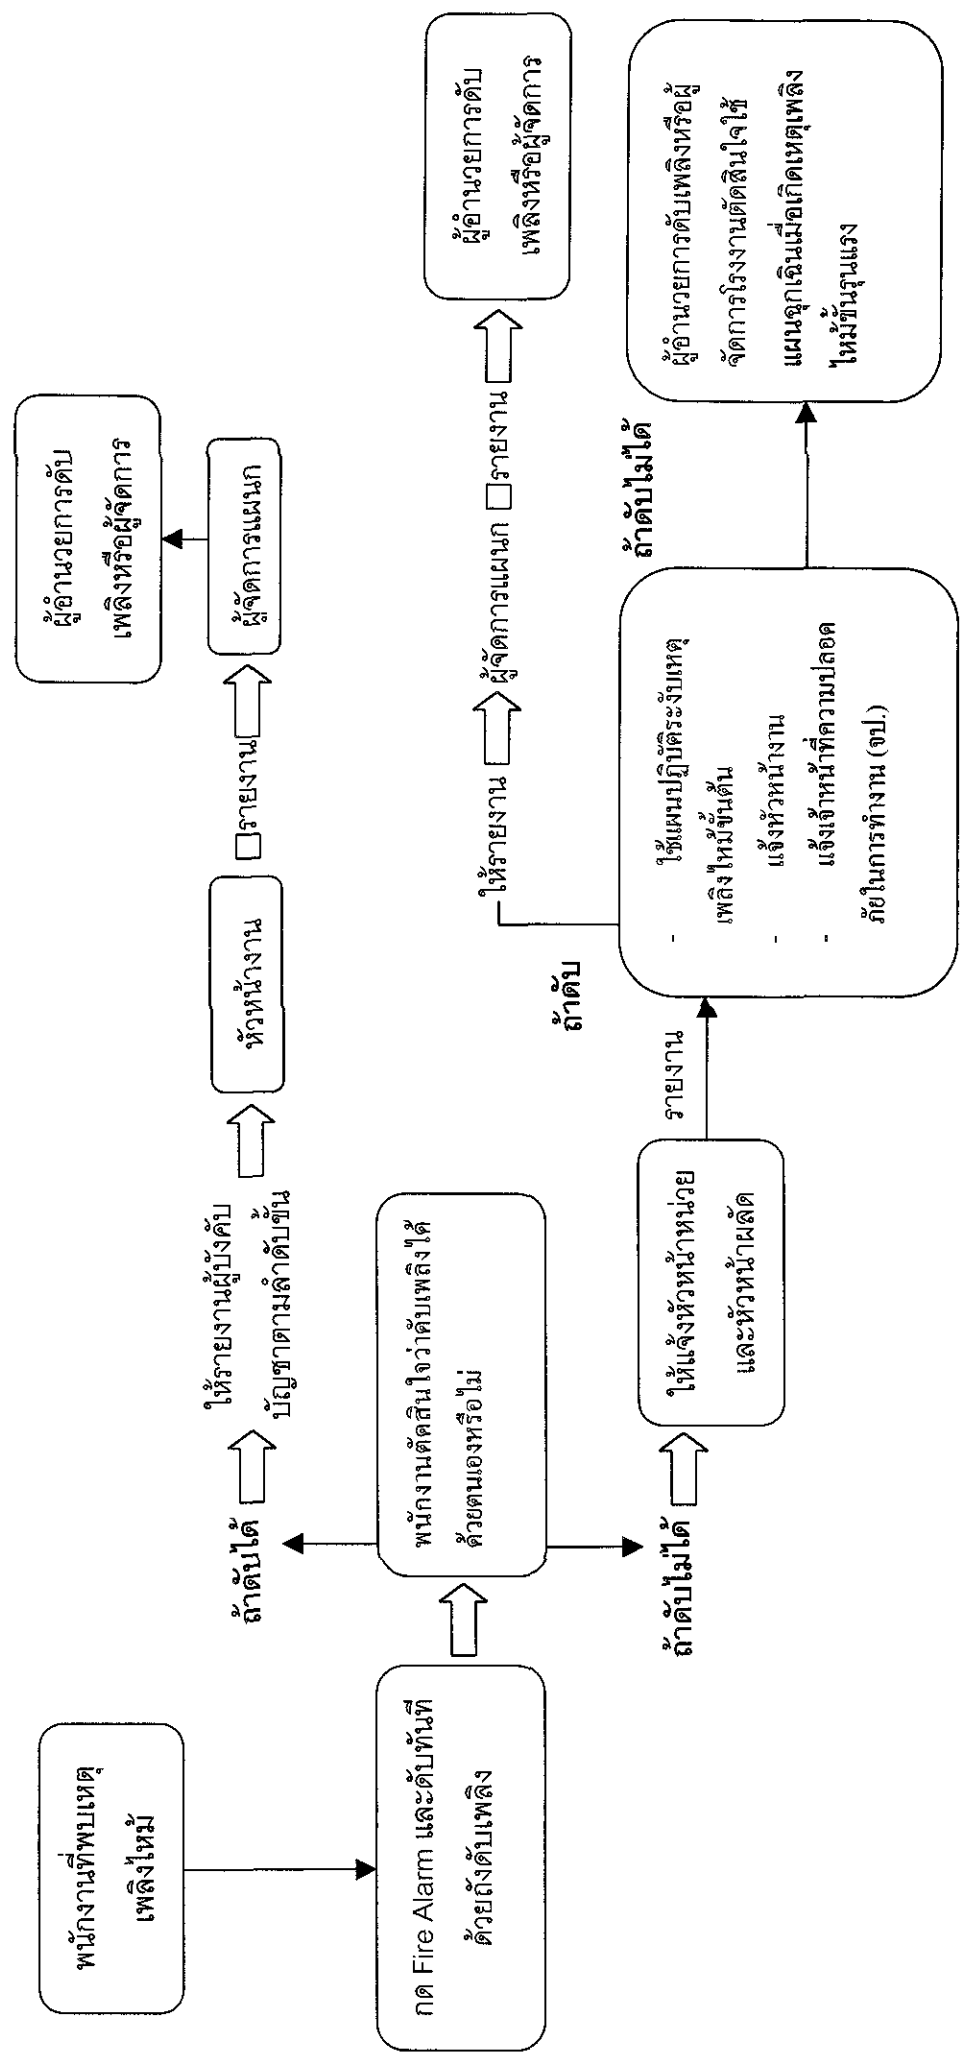 พนักงานที่พบเหตุ
เพลิงไหม้
กด Fire Alarm และดับทันที
ด้วยถังดับเพลิง
พนักงานตัดสินใจว่าดับเพลิงได้
ด้วยตนเองหรือไม่
ถ้าดับได้
ให้รายงานผู้บังคับ
บัญชาตามลำดับชั้น
หัวหน้างาน
รายงาน
ผู้จัดการแผนก
ผู้อำนวยการดับ
เพลิงหรือผู้จัดการ
ถ้าดับไม่ได้
ให้แจ้งหัวหน้าหน่วย
และหัวหน้าผลัด
รายงาน
- ใช้แผนปฏิบัติระงับเหตุ
เพลิงไหม้ขั้นต้น
- แจ้งหัวหน้างาน
- แจ้งเจ้าหน้าที่ความปลอด
ภัยในการทำงาน (จป.)
ถ้าดับ
ให้รายงาน
ผู้จัดการแผนก
รายงาน
ผู้อำนวยการดับ
เพลิงหรือผู้จัดการ
ถ้าดับไม่ได้
ผู้อำนวยการดับเพลิงหรือผู้
จัดการโรงงานตัดสินใจใช้
แผนฉุกเฉินเมื่อเกิดเหตุเพลิง
ไหม้ขั้นรุนแรง